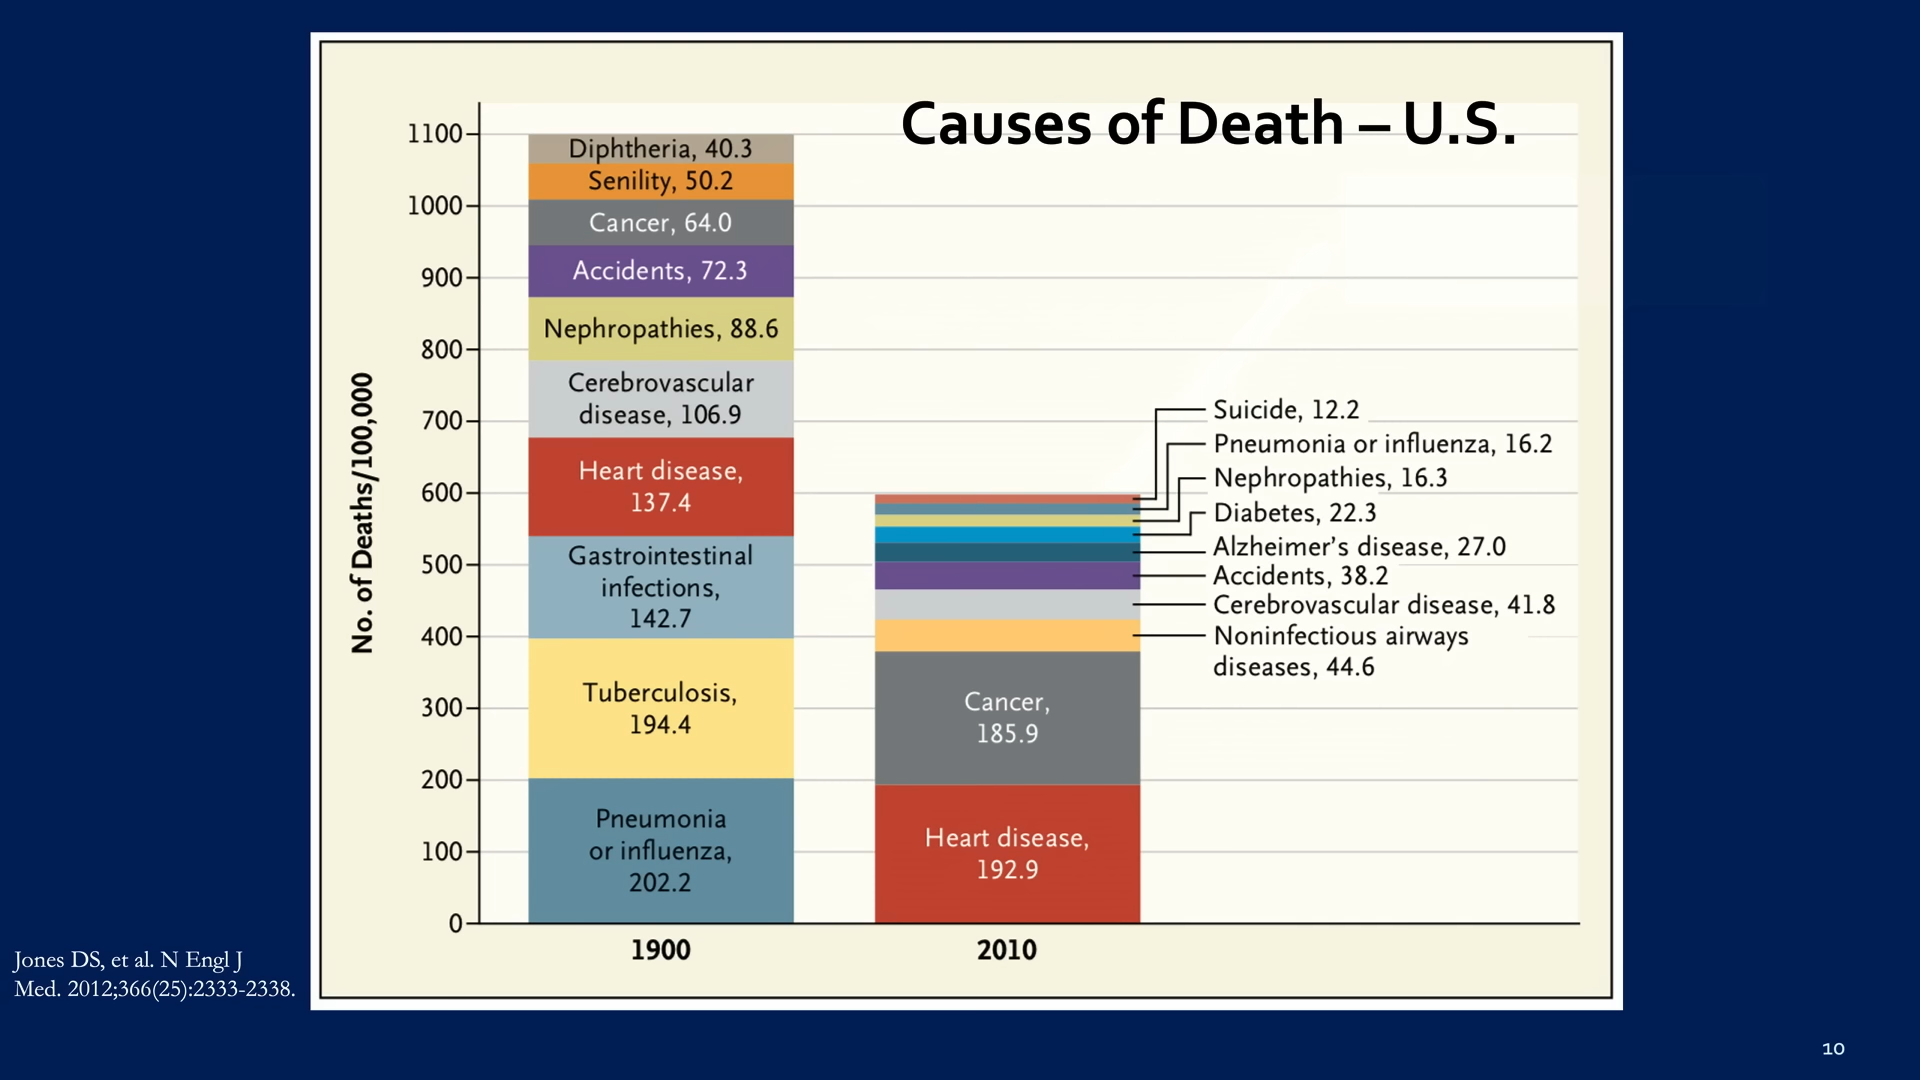 Causes of Death – U.S.
No. of Deaths/100,000
1100
1000
900
800
700
600
500
400
300
200
100
0
Diphtheria, 40.3
Senility, 50.2
Cancer, 64.0
Accidents, 72.3
Nephropathies, 88.6
Cerebrovascular
disease, 106.9
Heart disease,
137.4
Gastrointestinal
infections,
142.7
Tuberculosis,
194.4
Pneumonia
or influenza,
202.2
1900
Suicide, 12.2
Pneumonia or influenza, 16.2
Nephropathies, 16.3
Diabetes, 22.3
Alzheimer’s disease, 27.0
Accidents, 38.2
Cerebrovascular disease, 41.8
Noninfectious airways
diseases, 44.6
Cancer,
185.9
Heart disease,
192.9
2010
Jones DS, et al. N Engl J
Med. 2012;366(25):2333-2338.
10